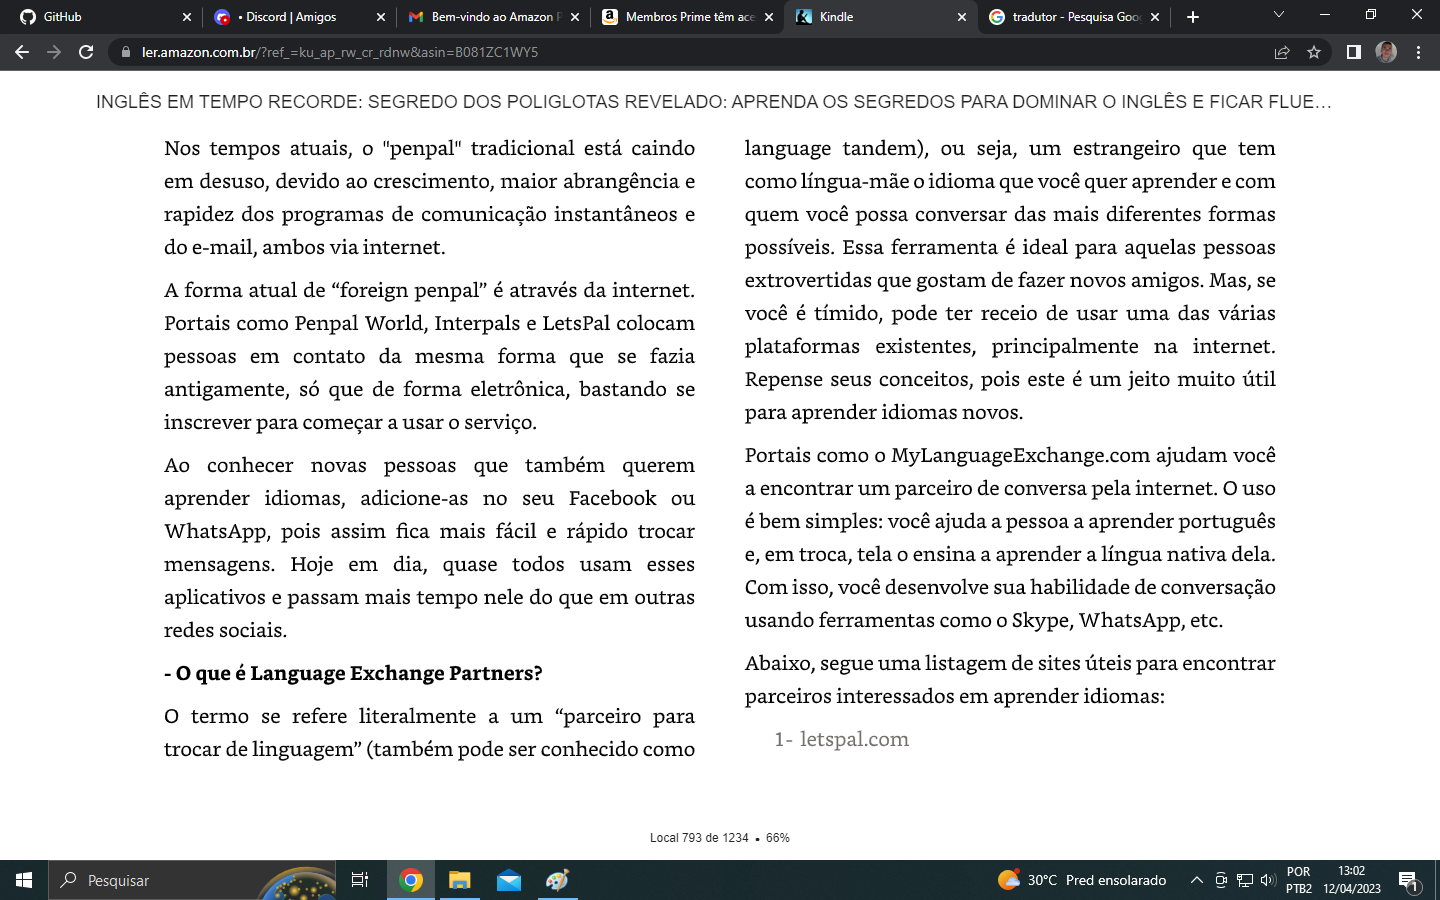 GitHub
• Discord | Amigos
Bem-vindo ao Amazon P
Membros Prime têm ace
Kindle
tradutor - Pesquisa Goo
ler.amazon.com.br/?ref_=ku_ap_rw_cr_rdnw&asin=B081ZC1WY5
INGLÊS EM TEMPO RECORDE: SEGREDO DOS POLIGLOTAS REVELADO: APRENDA OS SEGREDOS PARA DOMINAR O INGLÊS E FICAR FLUE…
Nos tempos atuais, o "penpal" tradicional está caindo
em desuso, devido ao crescimento, maior abrangência e
rapidez dos programas de comunicação instantâneos e
do e-mail, ambos via internet.
A forma atual de “foreign penpal” é através da internet.
Portais como Penpal World, Interpals e LetsPal colocam
pessoas em contato da mesma forma que se fazia
antigamente, só que de forma eletrônica, bastando se
inscrever para começar a usar o serviço.
Ao conhecer novas pessoas que também querem
aprender idiomas, adicione-as no seu Facebook ou
WhatsApp, pois assim fica mais fácil e rápido trocar
mensagens. Hoje em dia, quase todos usam esses
aplicativos e passam mais tempo nele do que em outras
redes sociais.
- O que é Language Exchange Partners?
O termo se refere literalmente a um “parceiro para
trocar de linguagem” (também pode ser conhecido como
language tandem), ou seja, um estrangeiro que tem
como língua-mãe o idioma que você quer aprender e com
quem você possa conversar das mais diferentes formas
possíveis. Essa ferramenta é ideal para aquelas pessoas
extrovertidas que gostam de fazer novos amigos. Mas, se
você é tímido, pode ter receio de usar uma das várias
plataformas existentes, principalmente na internet.
Repense seus conceitos, pois este é um jeito muito útil
para aprender idiomas novos.
Portais como o MyLanguageExchange.com ajudam você
a encontrar um parceiro de conversa pela internet. O uso
é bem simples: você ajuda a pessoa a aprender português
e, em troca, tela o ensina a aprender a língua nativa dela.
Com isso, você desenvolve sua habilidade de conversação
usando ferramentas como o Skype, WhatsApp, etc.
Abaixo, segue uma listagem de sites úteis para encontrar
parceiros interessados em aprender idiomas:
1- letspal.com
Local 793 de 1234 • 66%
Pesquisar
30°C Pred ensolarado
POR
PTB2
13:02
12/04/2023
1